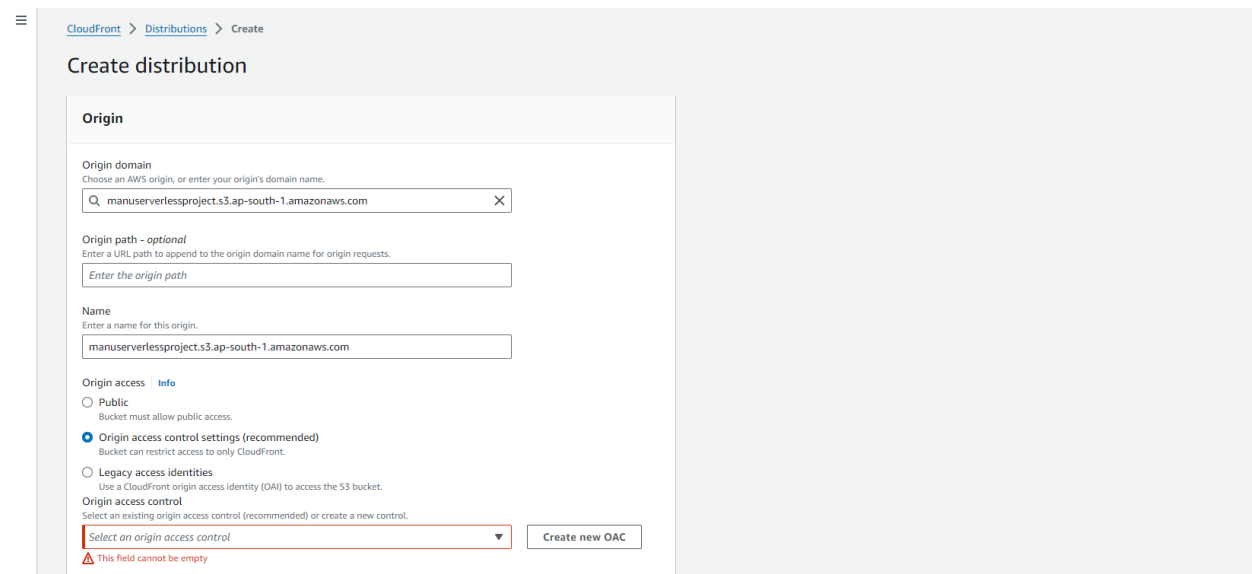 CloudFront > Distributions > Create
Create distribution
Origin
Origin domain
Choose an AWS origin, or enter your origin's domain name.
manuserverlessproject.s3.ap-south-1.amazonaws.com
Origin path - optional
Enter a URL path to append to the origin domain name for origin requests.
Enter the origin path
Name
Enter a name for this origin.
manuserverlessproject.s3.ap-south-1.amazonaws.com
Origin access Info
Public
Bucket must allow public access.
Origin access control settings (recommended)
Bucket can restrict access to only CloudFront.
Legacy access identities
Use a CloudFront origin access identity (OAI) to access the S3 bucket.
Origin access control
Select an existing origin access control (recommended) or create a new control.
Select an origin access control Create new OAC
This field cannot be empty